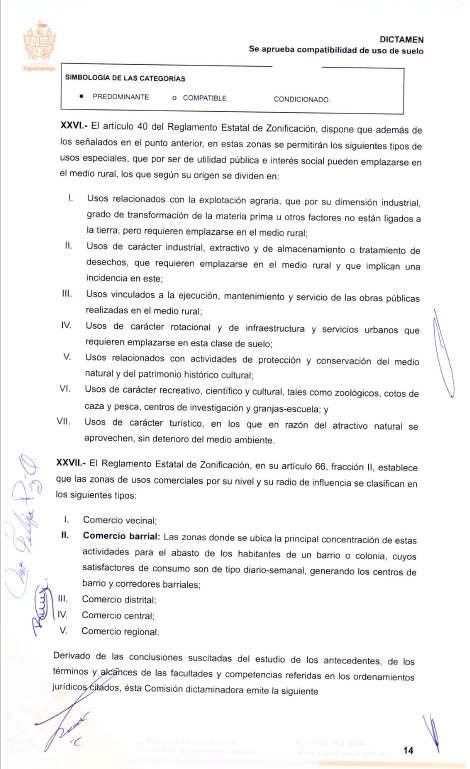 Zapotlanejo
DICTAMEN
Se aprueba compatibilidad de uso de suelo
SIMBOLOGÍA DE LAS CATEGORÍAS
● PREDOMINANTE o COMPATIBLE CONDICIONADO.
XXVI.- El articulo 40 del Reglamento Estatal de Zonificación, dispone que además de
los señalados en el punto anterior, en estas zonas se permitirán los siguientes tipos de
usos especiales, que por ser de utilidad pública e interés social pueden emplazarse en
el medio rural, los que según su origen se dividen en:
I. Usos relacionados con la explotación agraria, que por su dimensión industrial,
grado de transformación de la materia prima u otros factores no están ligados a
la tierra, pero requieren emplazarse en el medio rural;
II. Usos de carácter industrial, extractivo y de almacenamiento o tratamiento de
desechos, que requieren emplazarse en el medio rural y que implican una
incidencia en este;
III. Usos vinculados a la ejecución, mantenimiento y servicio de las obras públicas
realizadas en el medio rural;
IV. Usos de carácter rotacional y de infraestructura y servicios urbanos que
requieren emplazarse en esta clase de suelo;
V. Usos relacionados con actividades de protección y conservación del medio
natural y del patrimonio histórico cultural;
VI. Usos de carácter recreativo, científico y cultural, tales como zoológicos, cotos de
caza y pesca, centros de investigación y granjas-escuela; y
VII. Usos de carácter turístico, en los que en razón del atractivo natural se
aprovechen, sin deterioro del medio ambiente.
XXVII.- El Reglamento Estatal de Zonificación, en su artículo 66, fracción II, establece
que las zonas de usos comerciales por su nivel y su radio de influencia se clasifican en
los siguientes tipos:
I. Comercio vecinal;
II. Comercio barrial: Las zonas donde se ubica la principal concentración de estas
actividades para el abasto de los habitantes de un barrio o colonia, cuyos
satisfactores de consumo son de tipo diario-semanal, generando los centros de
barrio y corredores barriales;
III. Comercio distrital;
IV. Comercio central;
V. Comercio regional.
Derivado de las conclusiones suscitadas del estudio de los antecedentes, de los
términos y alcances de las facultades y competencias referidas en los ordenamientos
jurídicos citados, ésta Comisión dictaminadora emite la siguiente
14